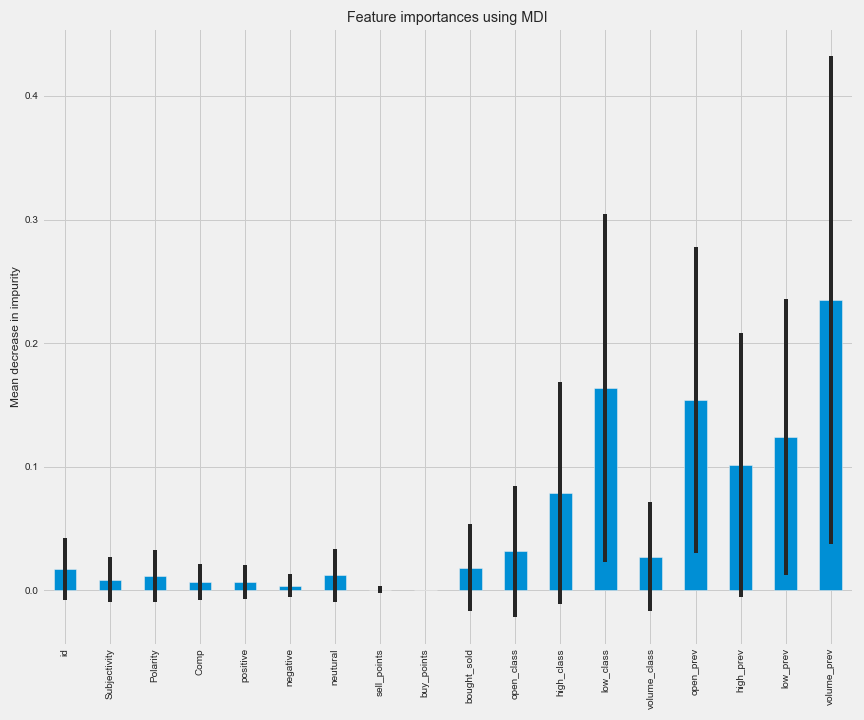 Feature importances using MDI
Mean decrease in impurity
0.4
0.3
0.2
0.1
0.0
id
Subjectivity
Polarity
Comp
positive
negative
neutural
sell_points
buy_points
bought_sold
open_class
high_class
low_class
volume_class
open_prev
high_prev
low_prev
volume_prev